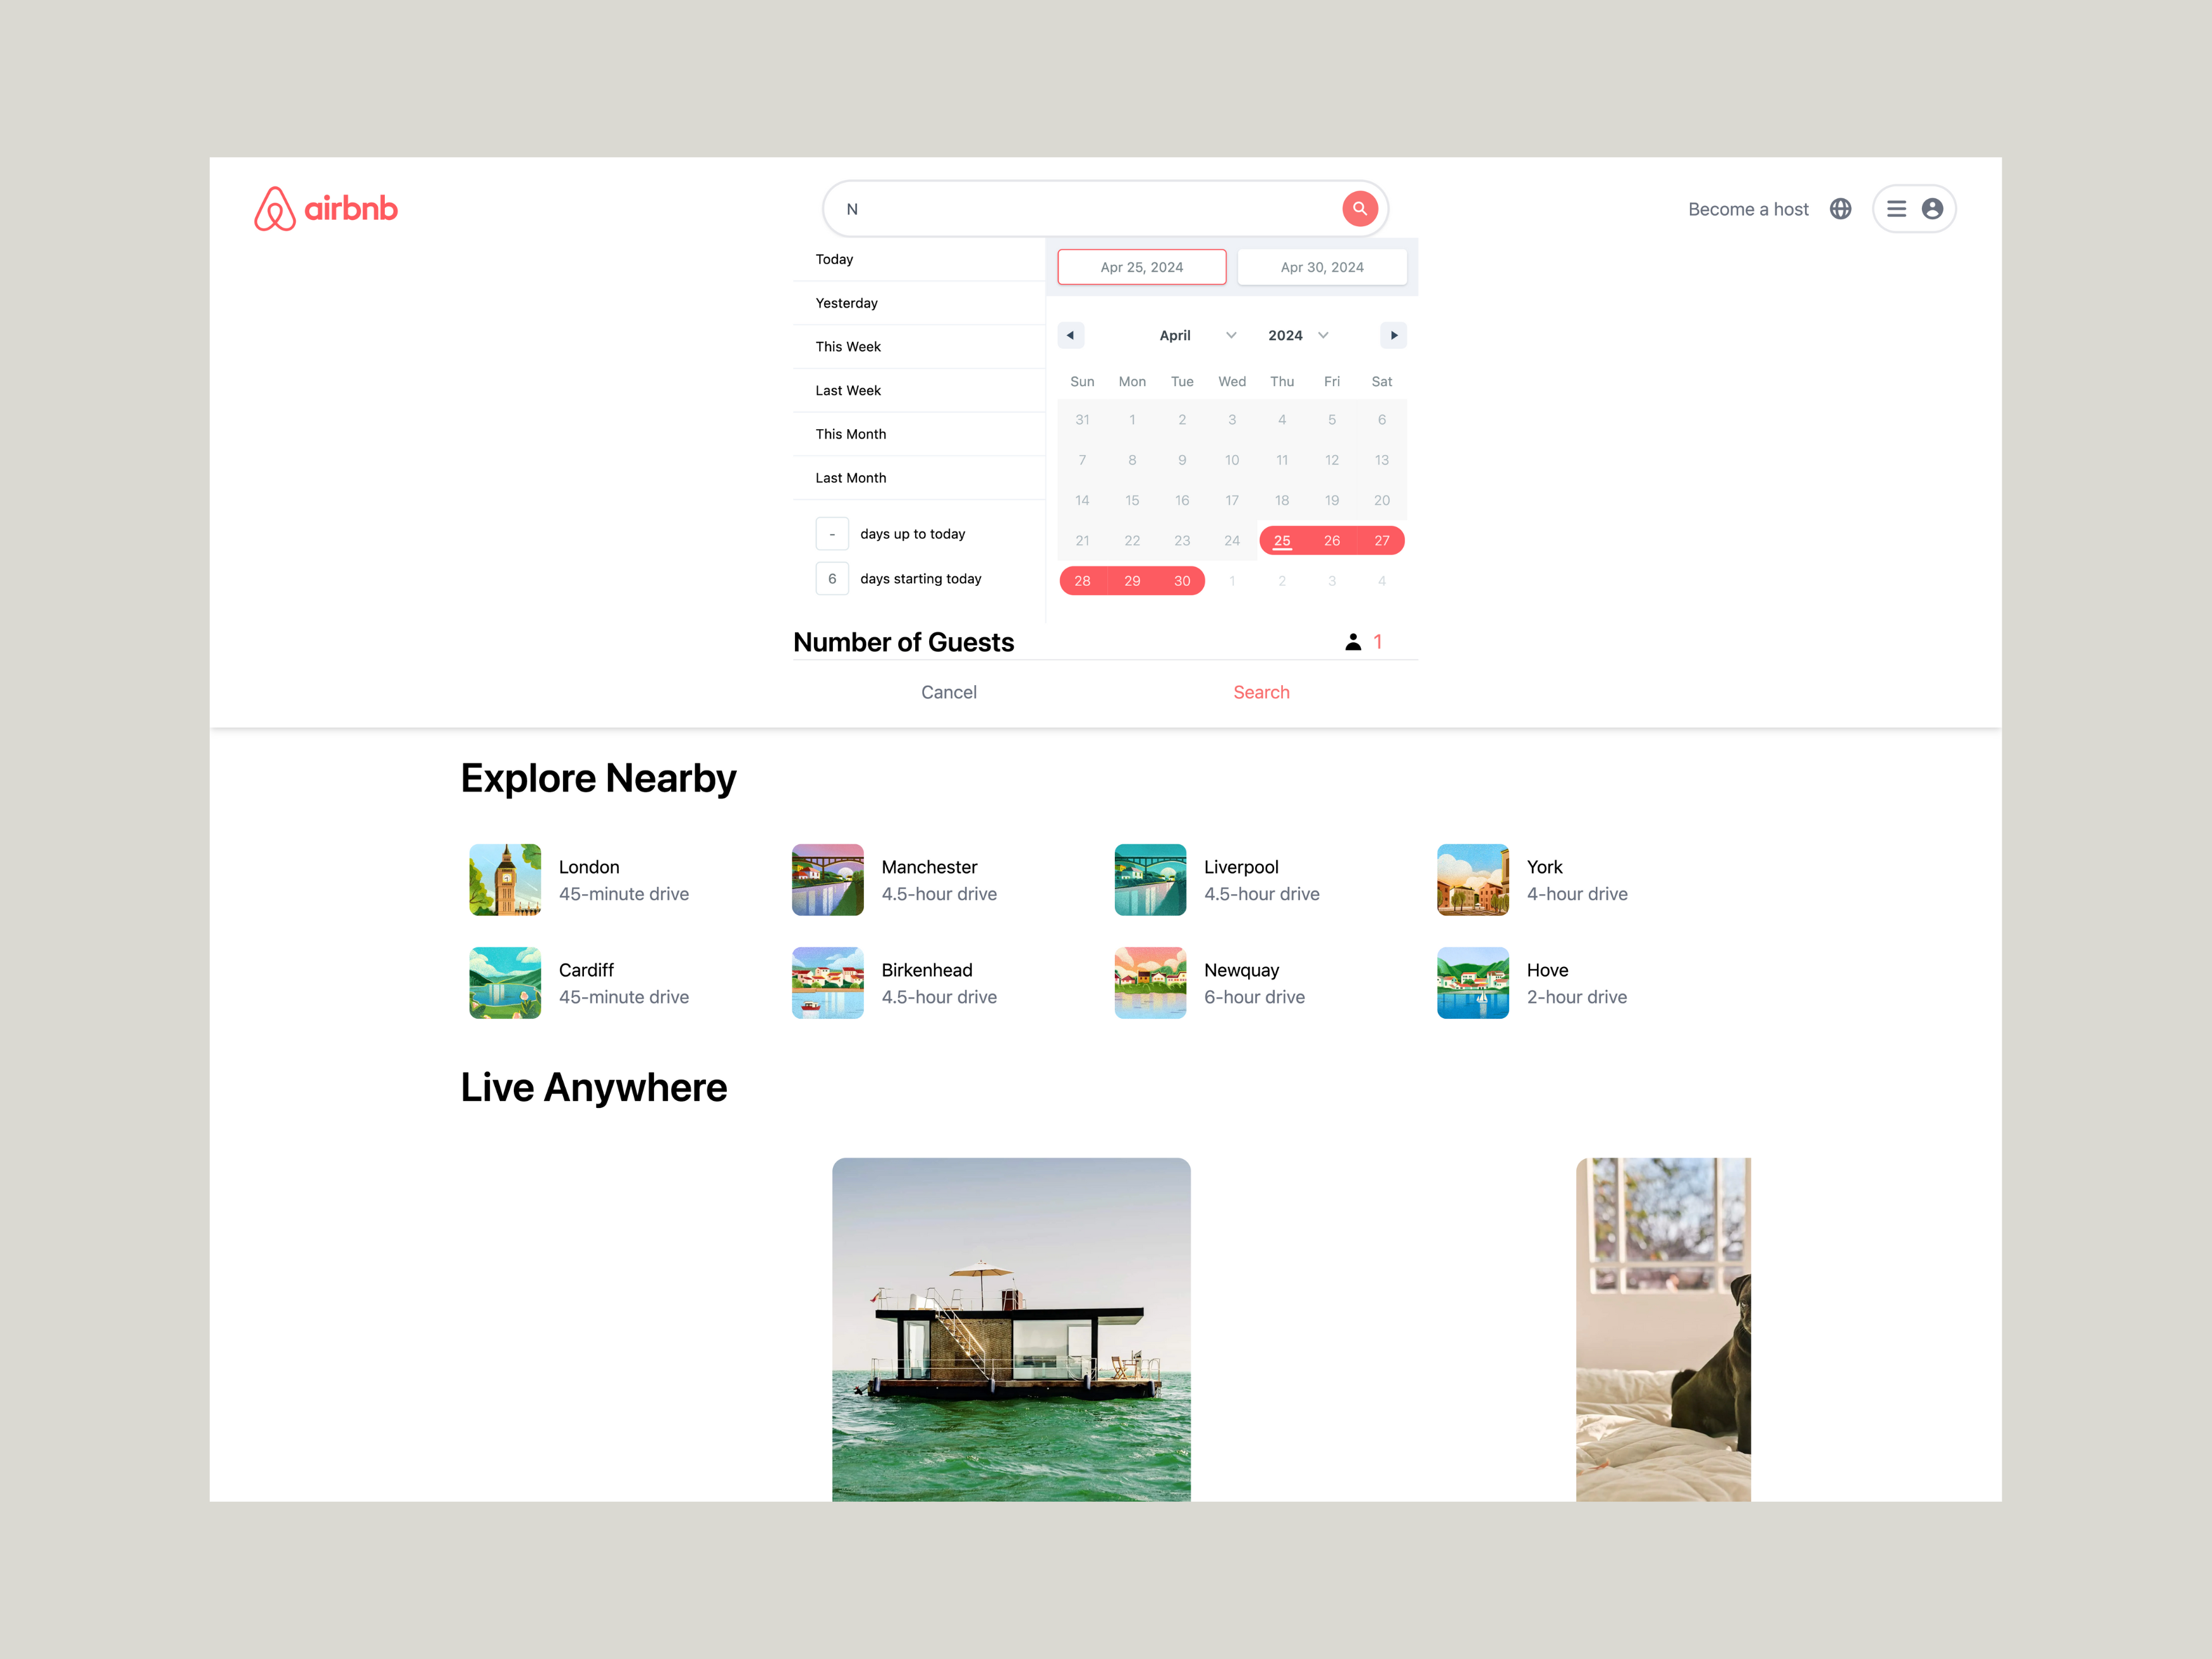 airbnb
N
Become a host
Today
Yesterday
This Week
Last Week
This Month
Last Month
- days up to today
6 days starting today
Apr 25, 2024 Apr 30, 2024
April 2024
Sun Mon Tue Wed Thu Fri Sat
31 1 2 3 4 5 6
7 8 9 10 11 12 13
14 15 16 17 18 19 20
21 22 23 24 25 26 27
28 29 30 1 2 3 4
Number of Guests 1
Cancel Search
Explore Nearby
London
45-minute drive
Manchester
4.5-hour drive
Liverpool
4.5-hour drive
York
4-hour drive
Cardiff
45-minute drive
Birkenhead
4.5-hour drive
Newquay
6-hour drive
Hove
2-hour drive
Live Anywhere